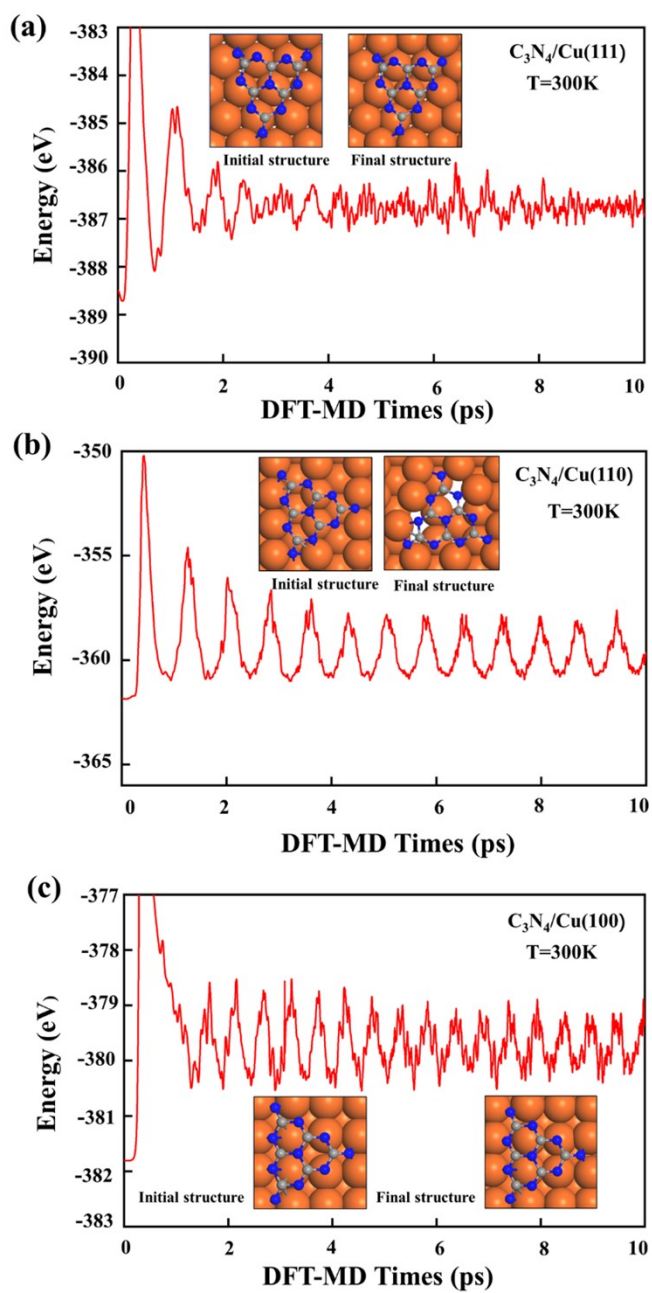 (a)
-383
-384
-385
-386
-387
-388
-389
-390
Energy (eV)
C₃N₄/Cu(111)
T=300K
Initial structure
Final structure
0 2 4 6 8 10
DFT-MD Times (ps)
(b)
-350
-355
-360
-365
Energy (eV)
C₃N₄/Cu(110)
T=300K
Initial structure
Final structure
0 2 4 6 8 10
DFT-MD Times (ps)
(c)
-377
-378
-379
-380
-381
-382
-383
Energy (eV)
C₃N₄/Cu(100)
T=300K
Initial structure
Final structure
0 2 4 6 8 10
DFT-MD Times (ps)